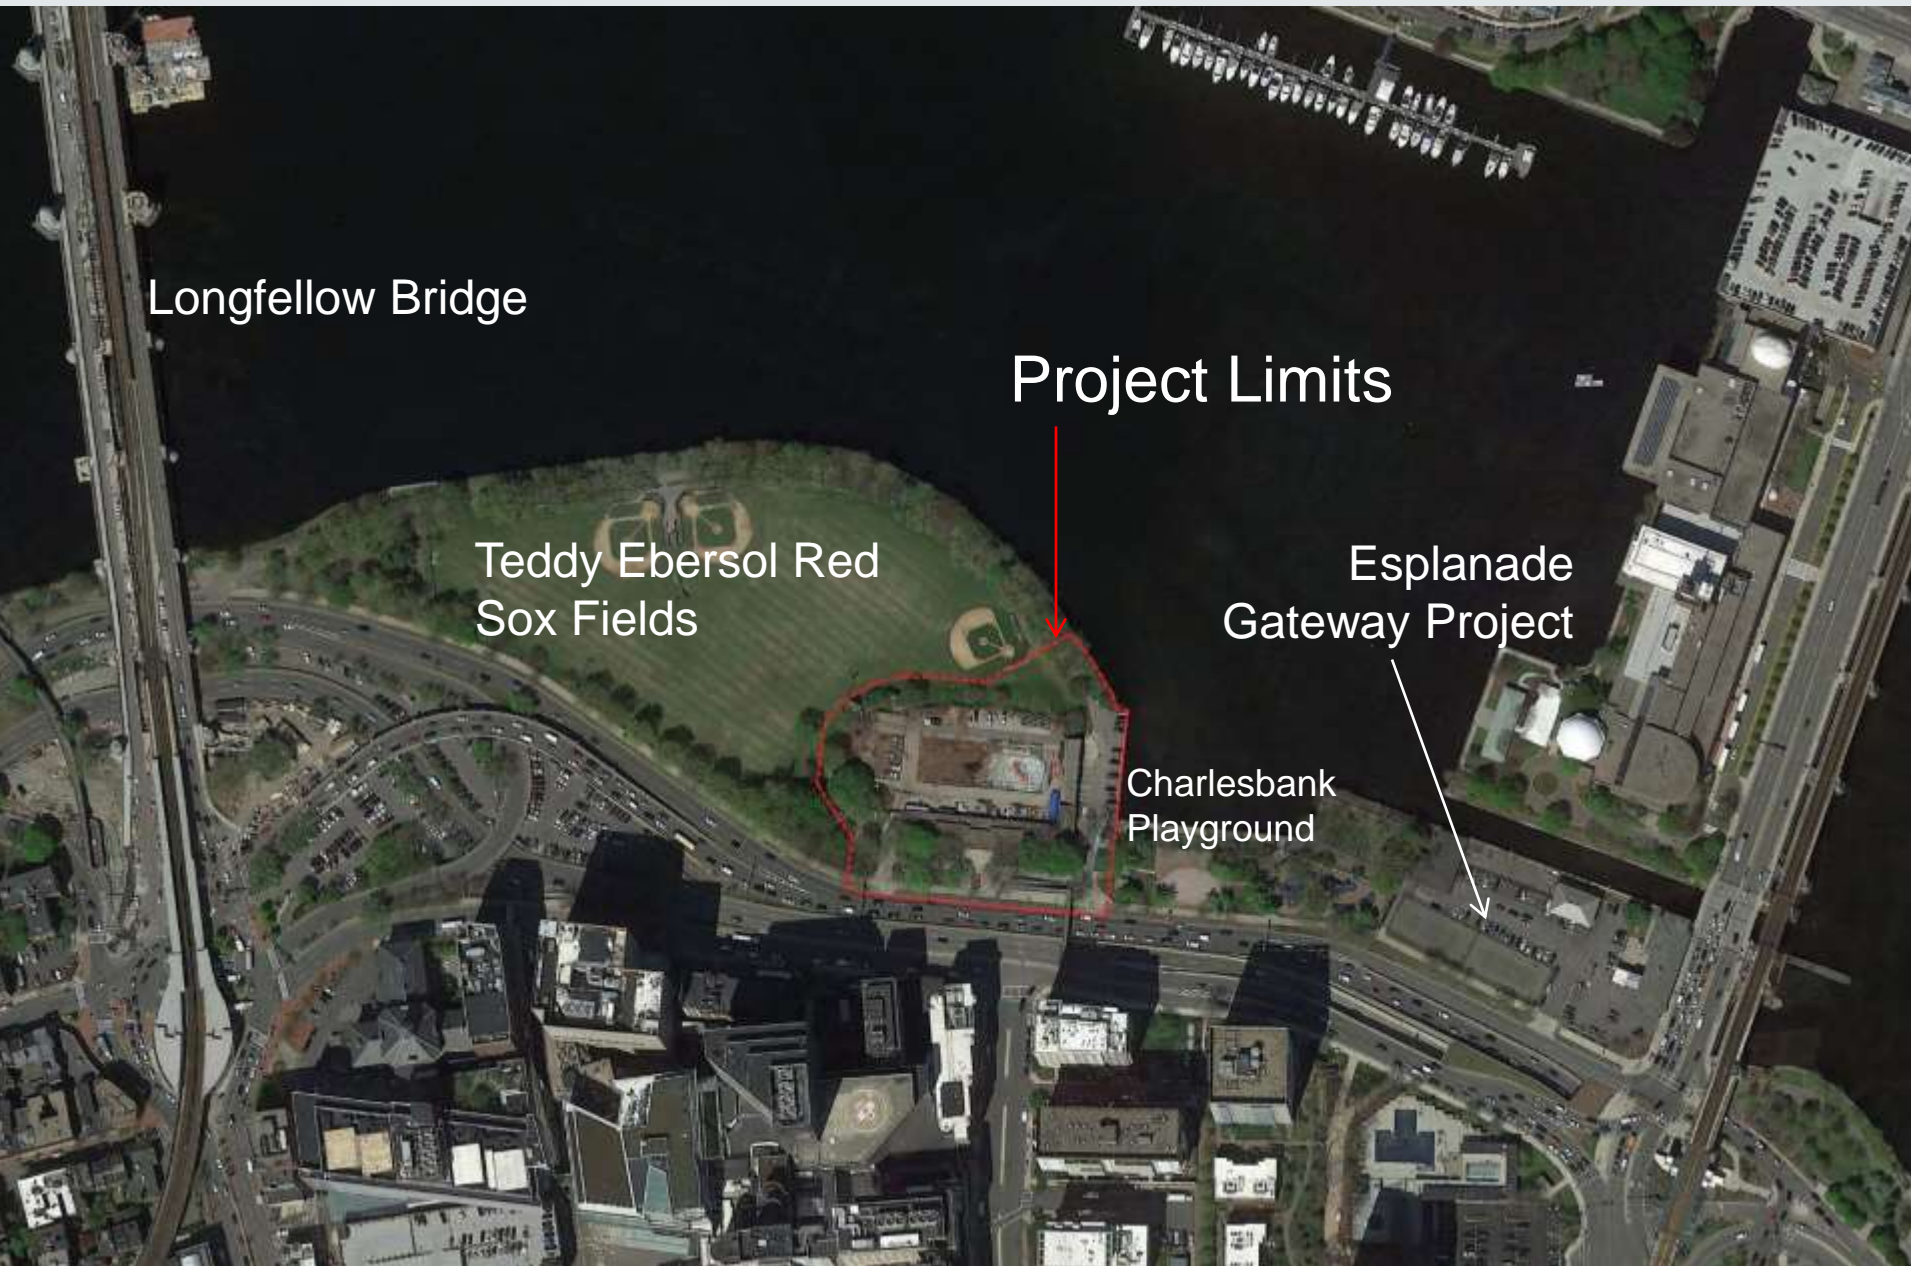 Longfellow Bridge
Project Limits
Teddy Ebersol Red
Sox Fields
Esplanade
Gateway Project
Charlesbank
Playground